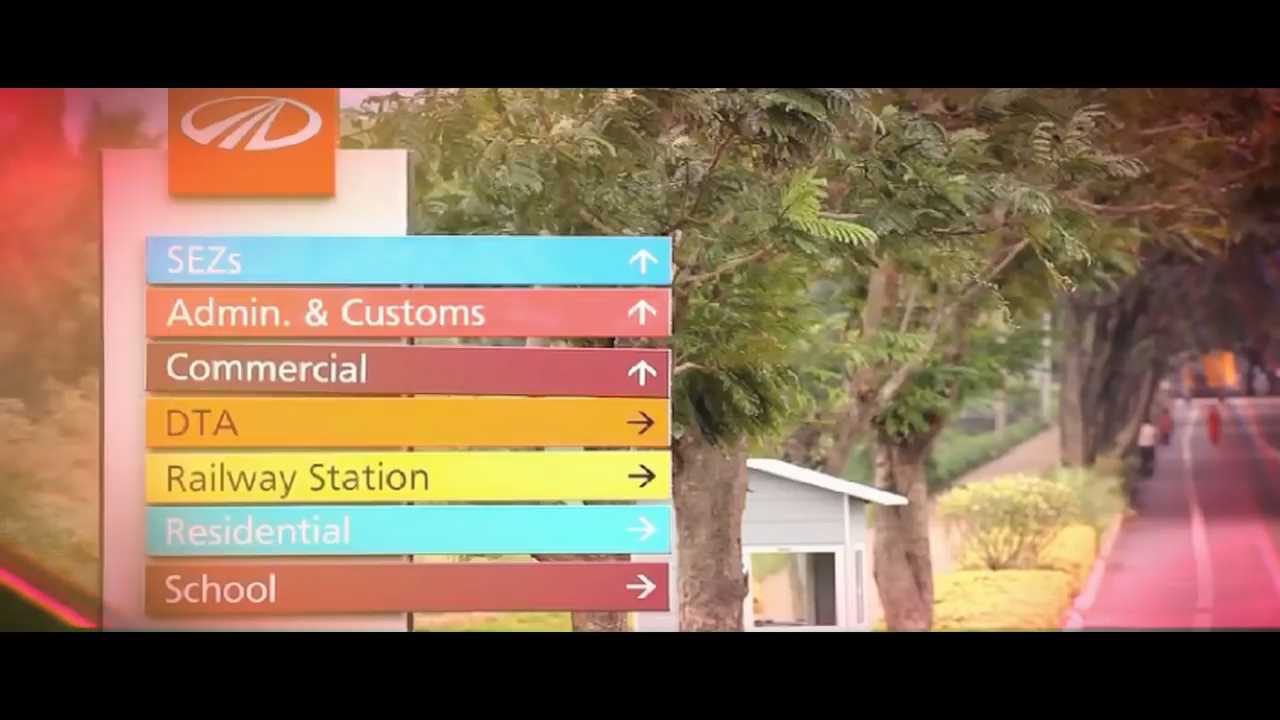 SEZs
Admin. & Customs
Commercial
DTA
Railway Station
Residential
School